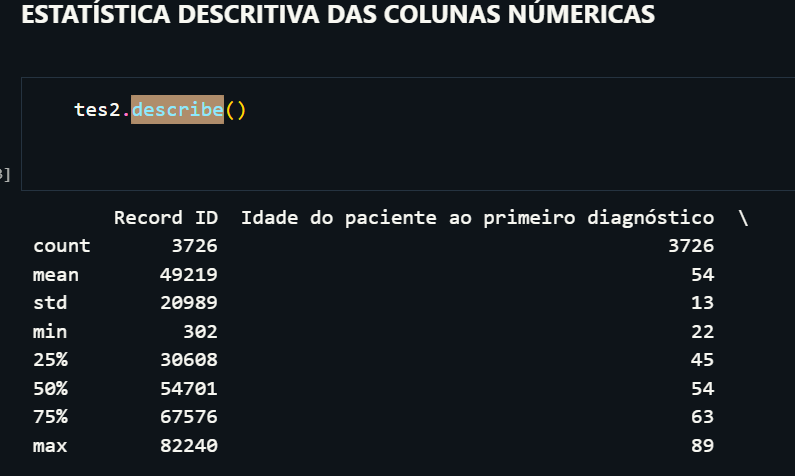 ESTATÍSTICA DESCRITIVA DAS COLUNAS NÚMERICAS
tes2.describe()
3]
Record ID Idade do paciente ao primeiro diagnóstico \
count 3726 3726
mean 49219 54
std 20989 13
min 302 22
25% 30608 45
50% 54701 54
75% 67576 63
max 82240 89